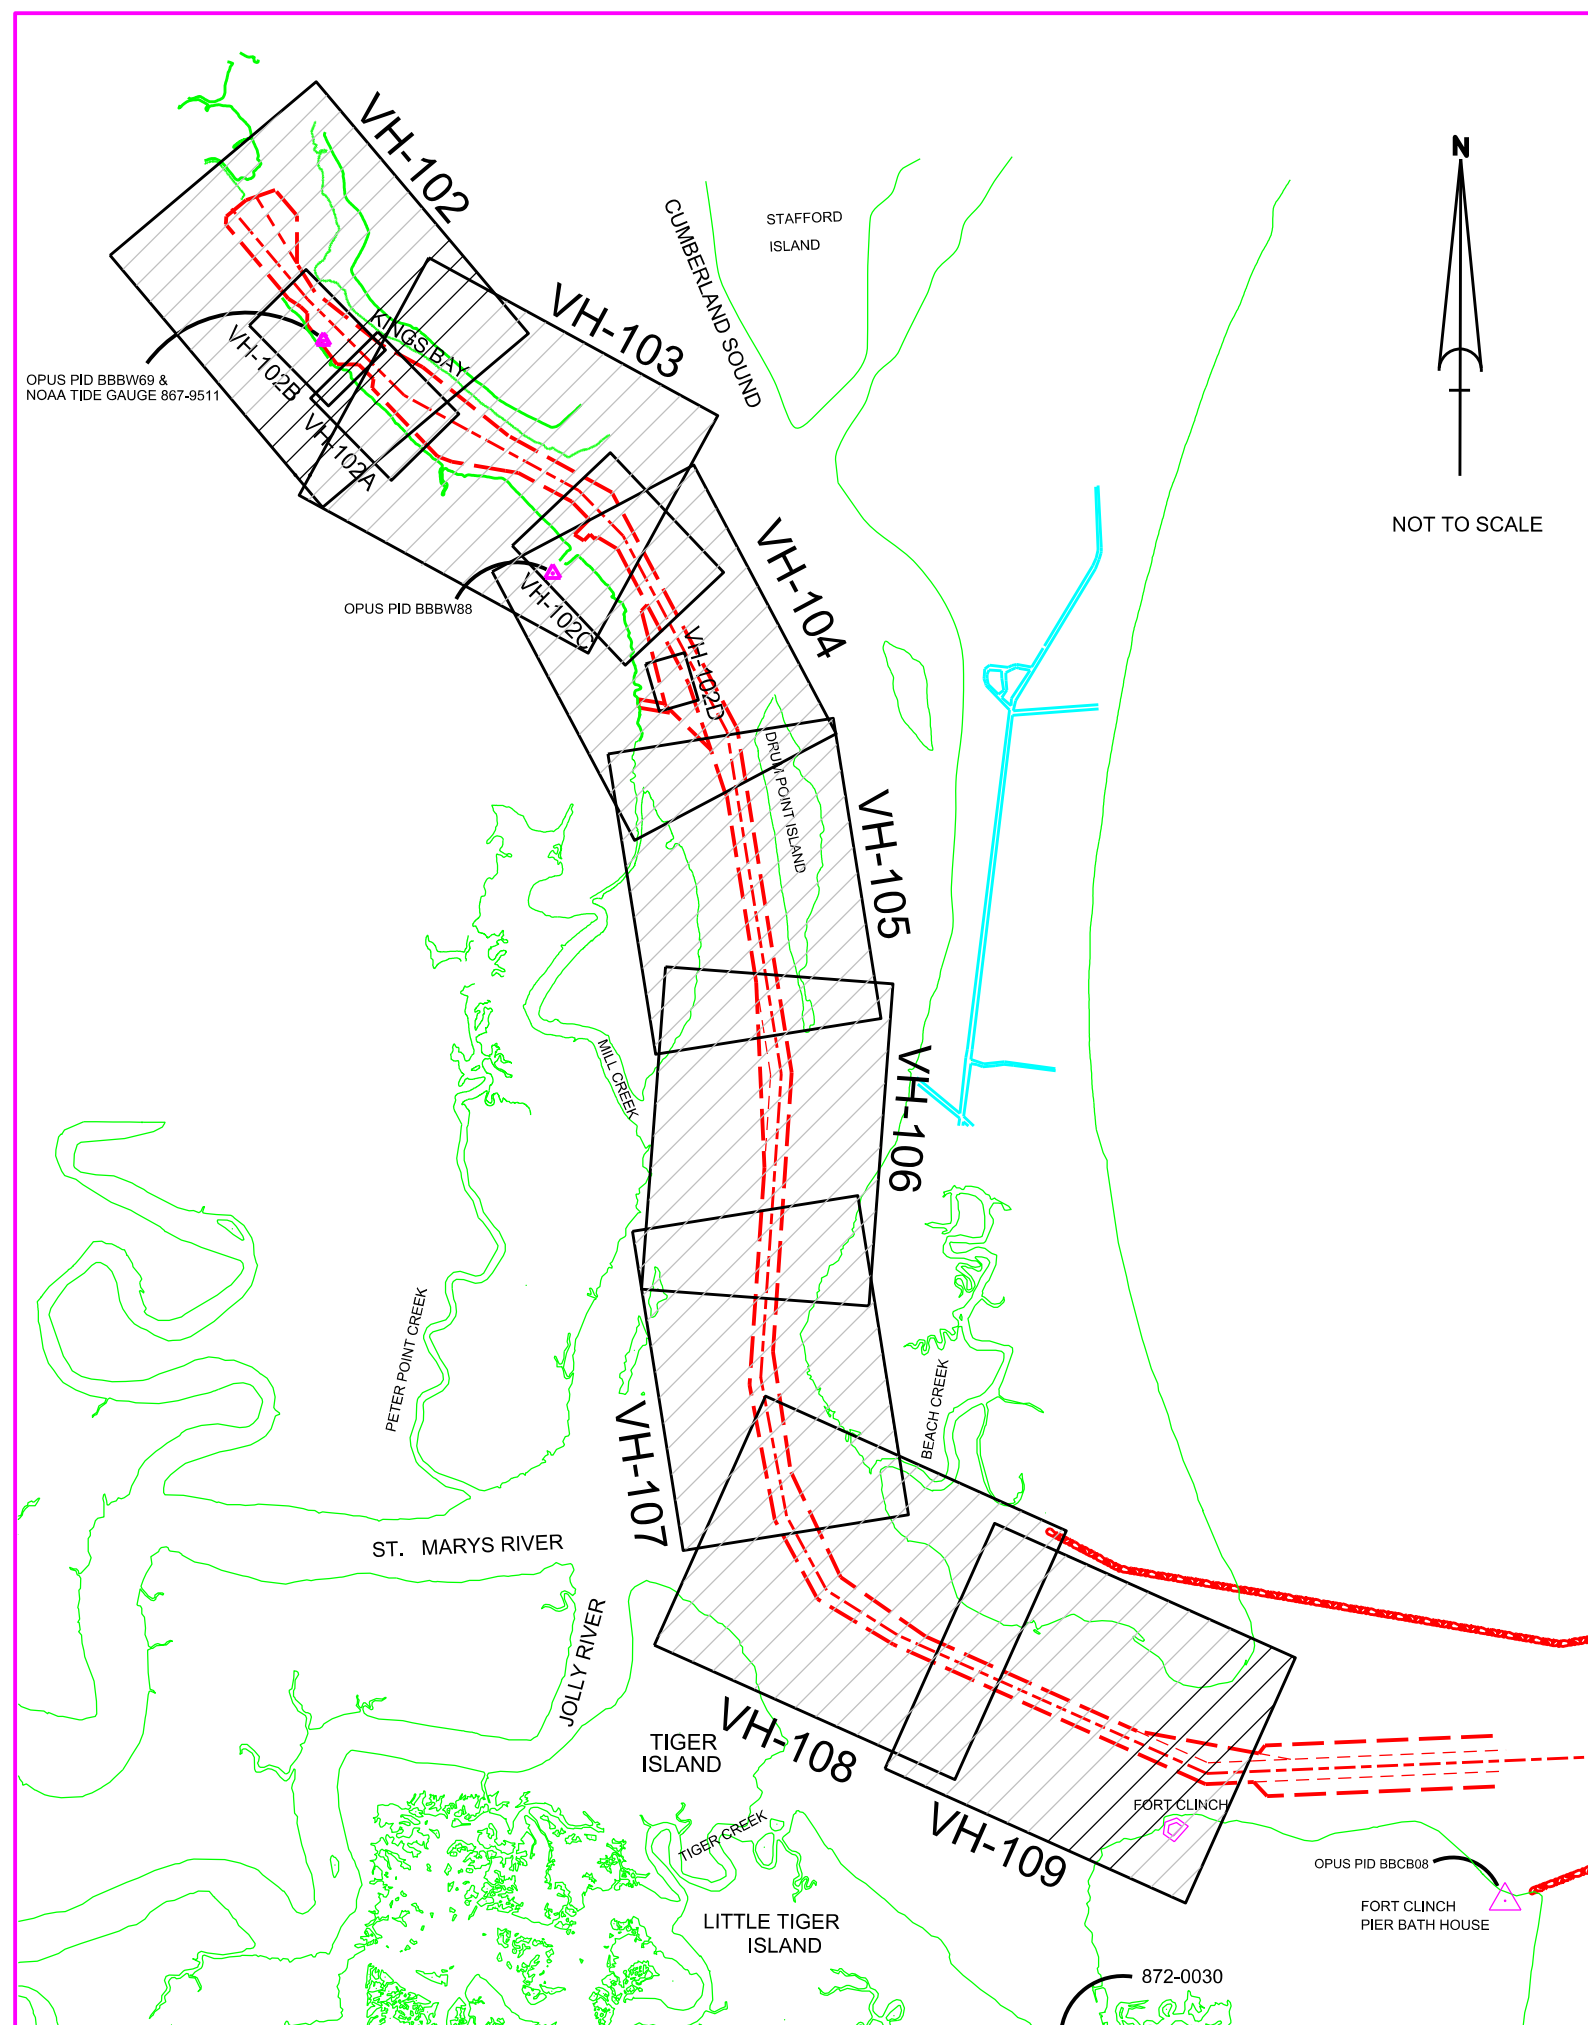 VH-102
N
CUMBERLAND SOUND
STAFFORD
ISLAND
VH-103
KINGS BAY
VH-102B
OPUS PID BBBW69 &
NOAA TIDE GAUGE 867-9511
VH-102A
NOT TO SCALE
VH-104
VH-102C
OPUS PID BBBW88
VH-102D
DRUM POINT ISLAND
VH-105
MILL CREEK
VH-106
PETER POINT CREEK
BEACH CREEK
VH-107
ST. MARYS RIVER
JOLLY RIVER
TIGER
ISLAND
VH-108
FORT CLINCH
TIGER CREEK
VH-109
OPUS PID BBCB08
FORT CLINCH
PIER BATH HOUSE
LITTLE TIGER
ISLAND
872-0030